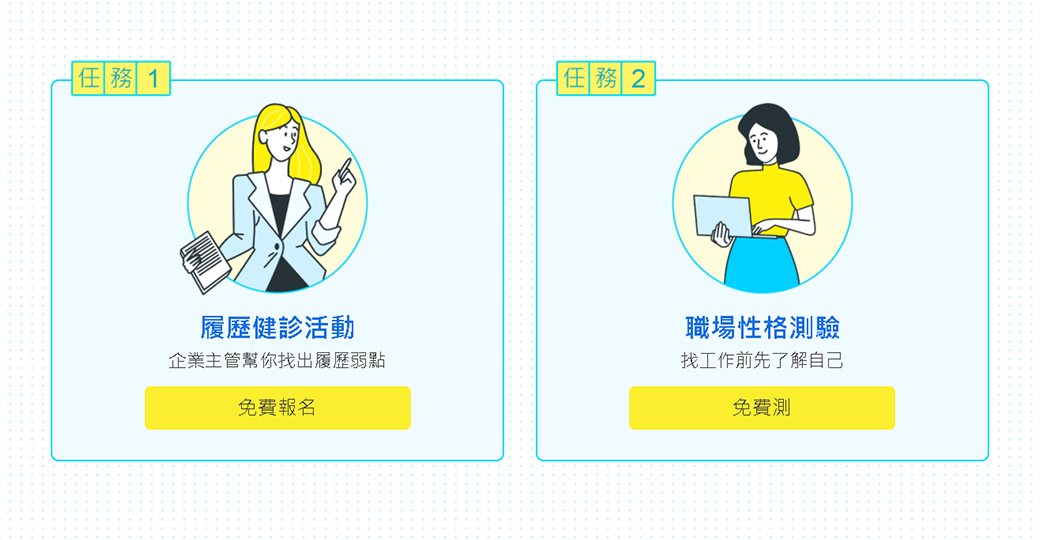 任務1
履歷健診活動
企業主管幫你找出履歷弱點
免費報名
任務2
職場性格測驗
找工作前先了解自己
免費測